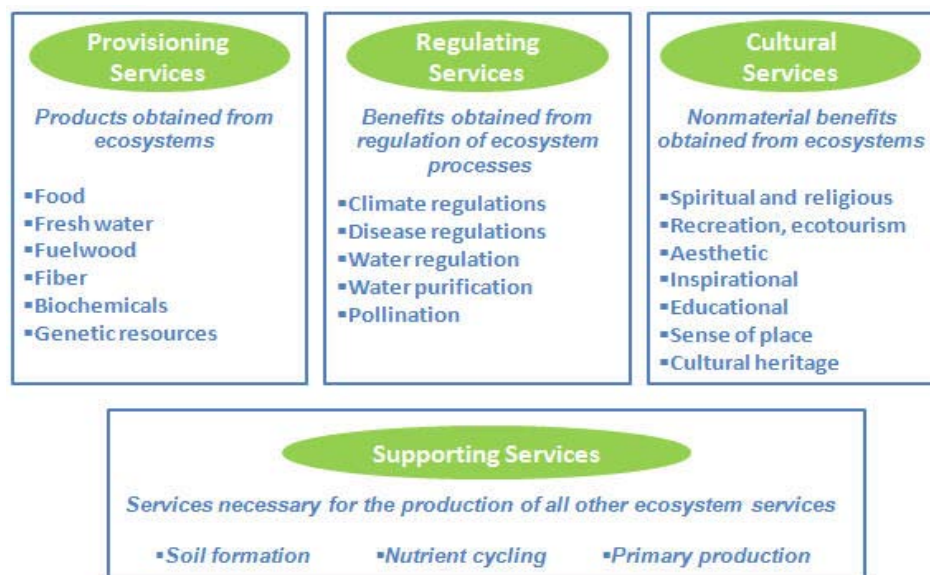 Provisioning
Services
Products obtained from
ecosystems
▪Food
▪Fresh water
▪Fuelwood
▪Fiber
▪Biochemicals
▪Genetic resources
Regulating
Services
Benefits obtained from
regulation of ecosystem
processes
▪Climate regulations
▪Disease regulations
▪Water regulation
▪Water purification
▪Pollination
Cultural
Services
Nonmaterial benefits
obtained from ecosystems
▪Spiritual and religious
▪Recreation, ecotourism
▪Aesthetic
▪Inspirational
▪Educational
▪Sense of place
▪Cultural heritage
Supporting Services
Services necessary for the production of all other ecosystem services
▪Soil formation ▪Nutrient cycling ▪Primary production